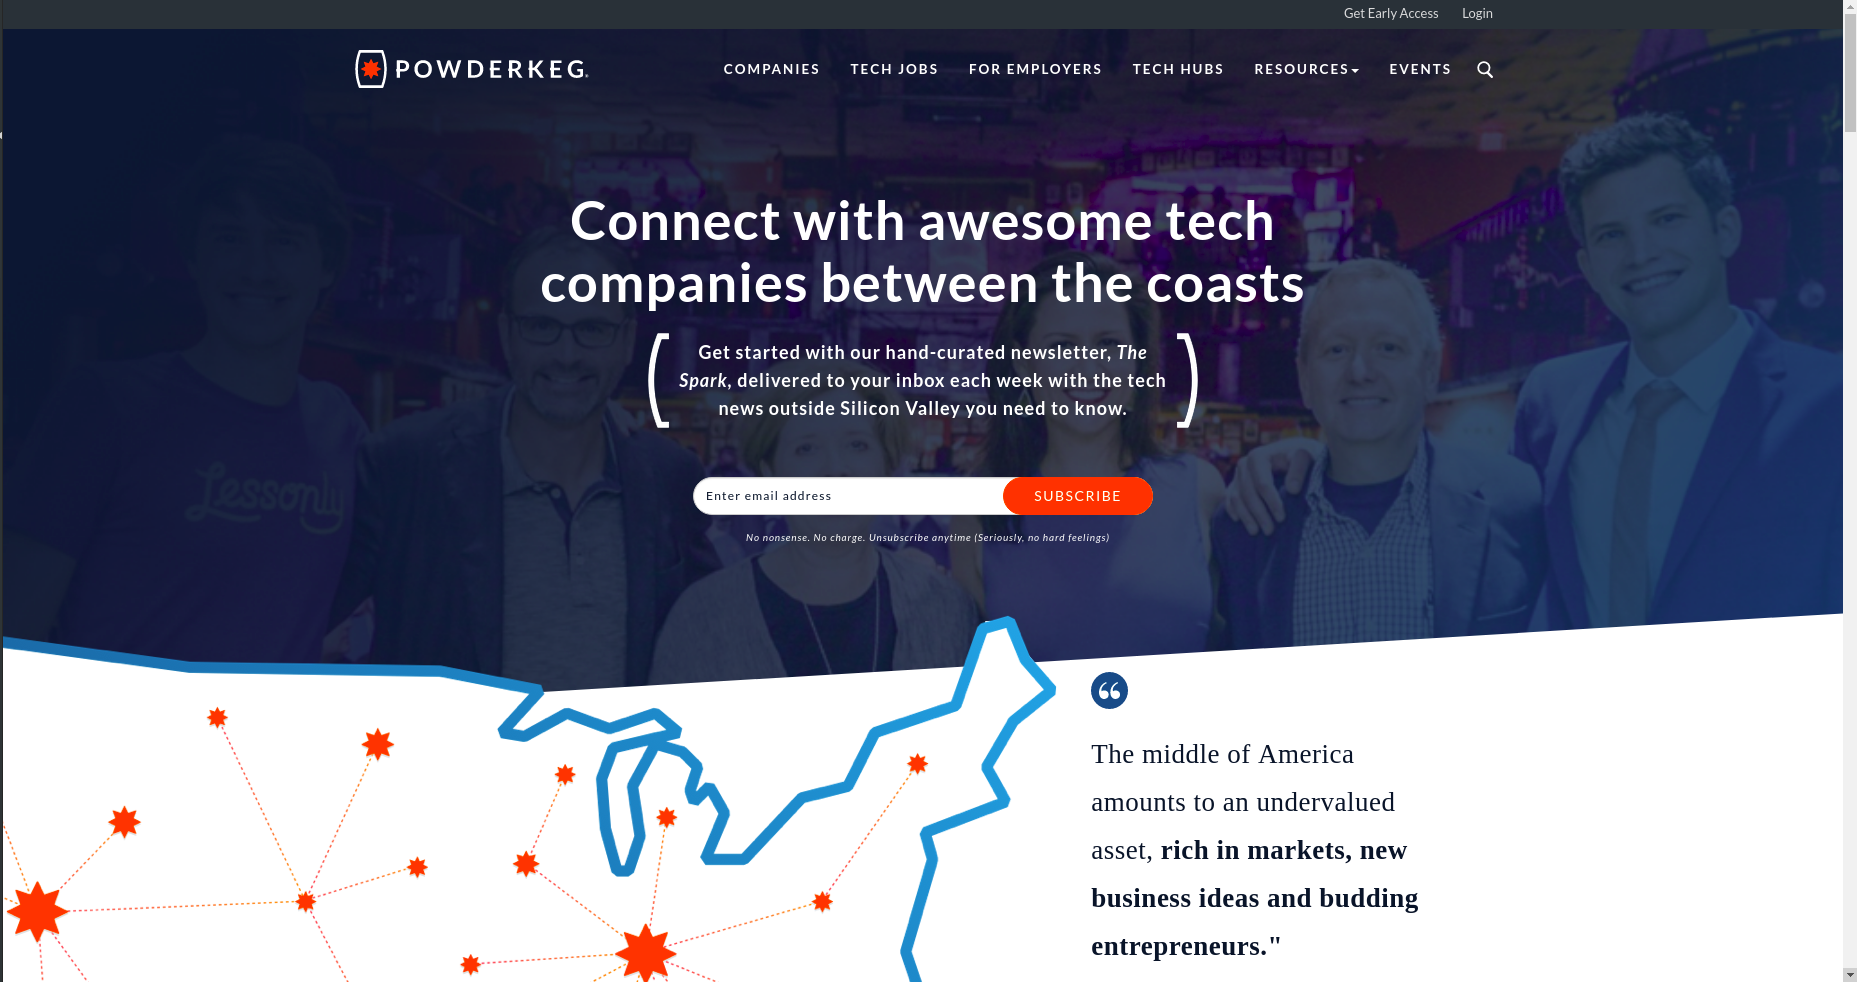 Get Early Access Login
POWDERKEG
COMPANIES TECH JOBS FOR EMPLOYERS TECH HUBS RESOURCES EVENTS
Connect with awesome tech
companies between the coasts
Get started with our hand-curated newsletter, The
Spark, delivered to your inbox each week with the tech
news outside Silicon Valley you need to know.
Lessonly
Enter email address SUBSCRIBE
No nonsense. No charge. Unsubscribe anytime (Seriously, no hard feelings)
“
The middle of America
amounts to an undervalued
asset, rich in markets, new
business ideas and budding
entrepreneurs."